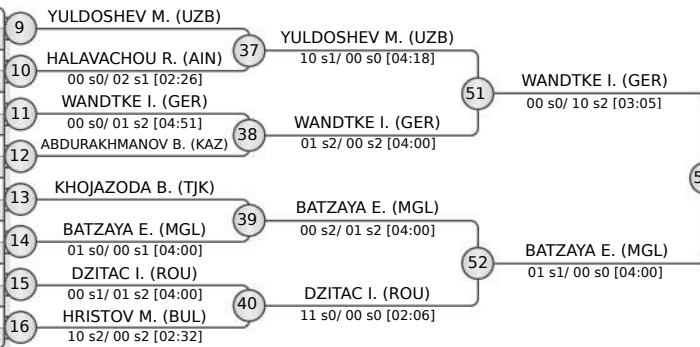 9
YULDOSHEV M. (UZB)
10
HALAVACHOU R. (AIN)
00 s0/ 02 s1 [02:26]
11
WANDTKE I. (GER)
00 s0/ 01 s2 [04:51]
12
ABDURAKHMANOV B. (KAZ)
13
KHOJAZODA B. (TJK)
14
BATZAYA E. (MGL)
01 s0/ 00 s1 [04:00]
15
DZITAC I. (ROU)
00 s1/ 01 s2 [04:00]
16
HRISTOV M. (BUL)
10 s2/ 00 s2 [02:32]
37
YULDOSHEV M. (UZB)
10 s1/ 00 s0 [04:18]
38
WANDTKE I. (GER)
01 s2/ 00 s2 [04:00]
39
BATZAYA E. (MGL)
00 s2/ 01 s2 [04:00]
40
DZITAC I. (ROU)
11 s0/ 00 s0 [02:06]
51
WANDTKE I. (GER)
00 s0/ 10 s2 [03:05]
52
BATZAYA E. (MGL)
01 s1/ 00 s0 [04:00]